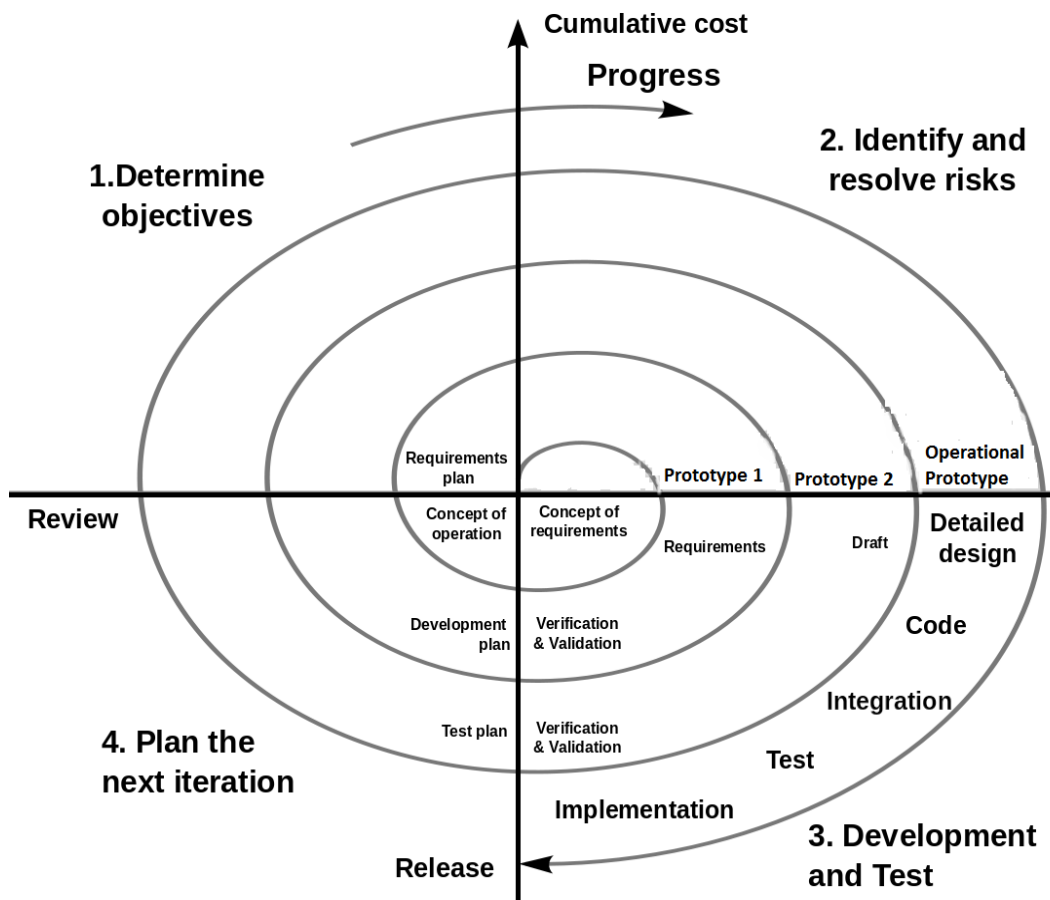 Cumulative cost
Progress
1.Determine
objectives
2. Identify and
resolve risks
Requirements
plan
Prototype 1
Prototype 2
Operational
Prototype
Review
Concept of
operation
Concept of
requirements
Requirements
Draft
Detailed
design
Development
plan
Verification
& Validation
Code
Test plan
Verification
& Validation
Integration
Test
4. Plan the
next iteration
Implementation
Release
3. Development
and Test